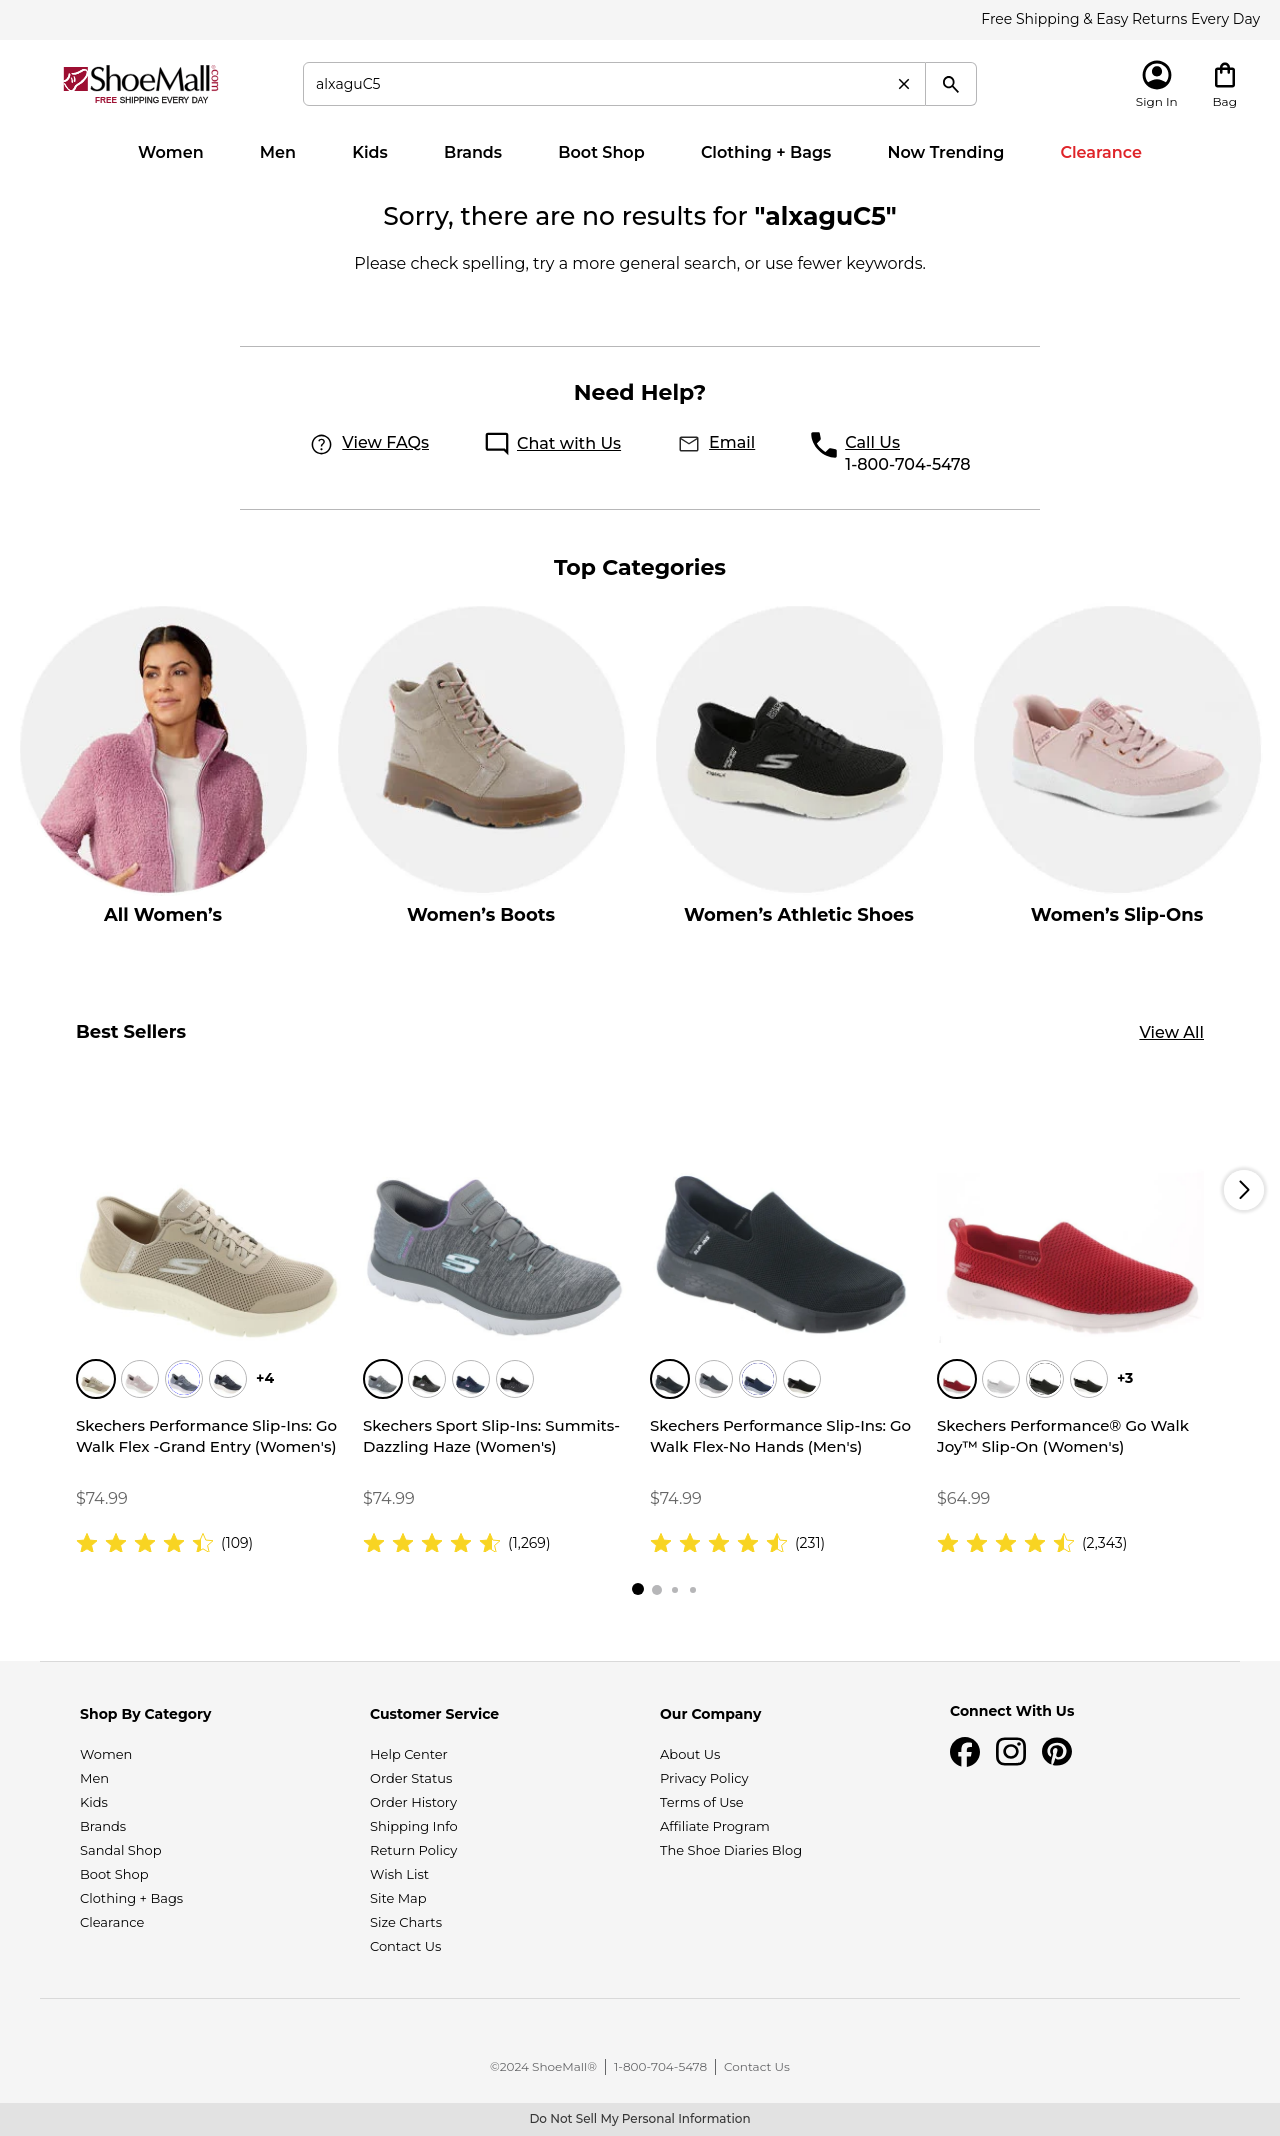 Free Shipping & Easy Returns Every Day
ShoeMall.com
FREE SHIPPING EVERY DAY
alxaguC5
Sign In
Bag
Women Men Kids Brands Boot Shop Clothing + Bags Now Trending Clearance
Sorry, there are no results for "alxaguC5"
Please check spelling, try a more general search, or use fewer keywords.
Need Help?
View FAQs Chat with Us Email Call Us
1-800-704-5478
Top Categories
All Women’s Women’s Boots Women’s Athletic Shoes Women’s Slip-Ons
Best Sellers View All
+4
Skechers Performance Slip-Ins: Go
Walk Flex -Grand Entry (Women's)
$74.99
(109)
Skechers Sport Slip-Ins: Summits-
Dazzling Haze (Women's)
$74.99
(1,269)
Skechers Performance Slip-Ins: Go
Walk Flex-No Hands (Men's)
$74.99
(231)
+3
Skechers Performance® Go Walk
Joy™ Slip-On (Women's)
$64.99
(2,343)
Shop By Category
Women
Men
Kids
Brands
Sandal Shop
Boot Shop
Clothing + Bags
Clearance
Customer Service
Help Center
Order Status
Order History
Shipping Info
Return Policy
Wish List
Site Map
Size Charts
Contact Us
Our Company
About Us
Privacy Policy
Terms of Use
Affiliate Program
The Shoe Diaries Blog
Connect With Us
©2024 ShoeMall® 1-800-704-5478 Contact Us
Do Not Sell My Personal Information